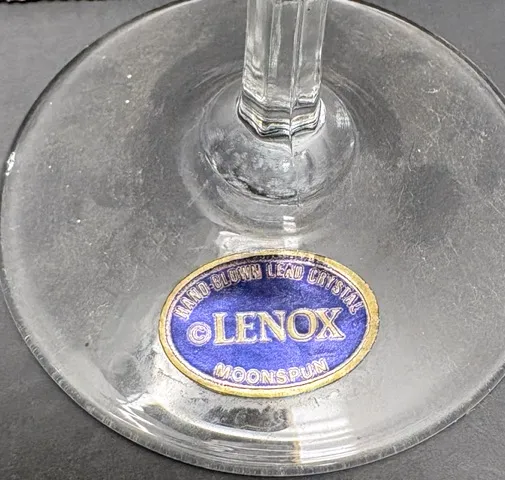 HAND-BLOWN LEAD CRYSTAL
© LENOX
MOONSPUN